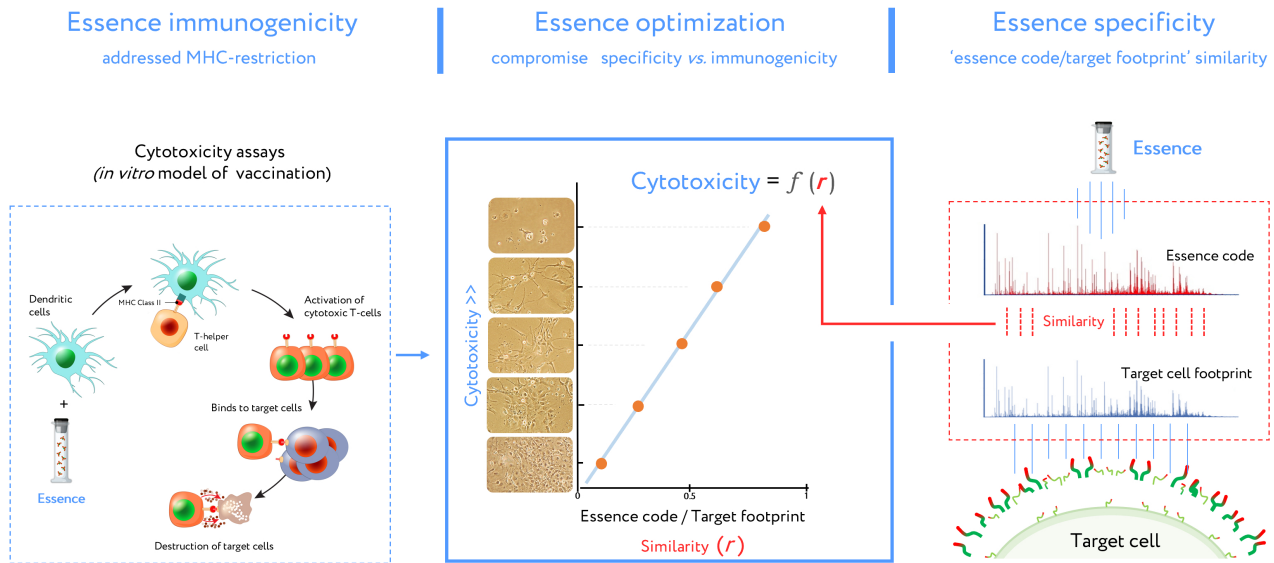 Essence immunogenicity
addressed MHC-restriction
Essence optimization
compromise specificity vs. immunogenicity
Essence specificity
‘essence code/target footprint’ similarity
Cytotoxicity assays
(in vitro model of vaccination)
Dendritic
cells
MHC Class II
T-helper
cell
Activation of
cytotoxic T-cells
+
Essence
Binds to target cells
Destruction of target cells
Cytotoxicity >>
Cytotoxicity = f (r)
0
0.5
1
Essence code / Target footprint
Similarity (r)
Essence
Essence code
Similarity
Target cell footprint
Target cell